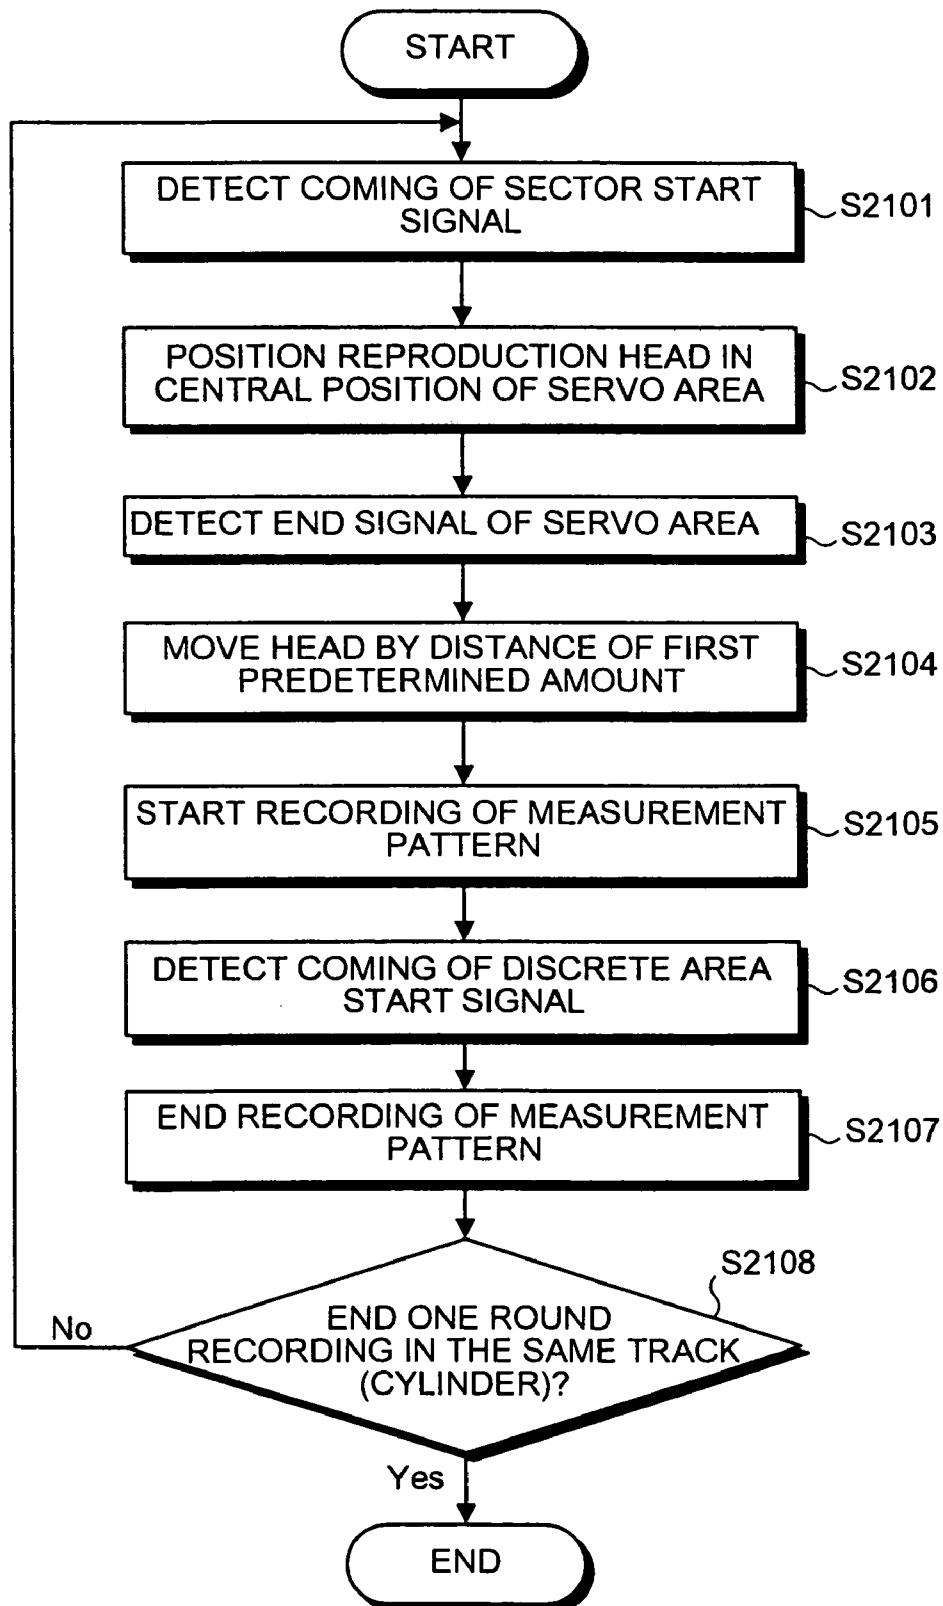 START
DETECT COMING OF SECTOR START
SIGNAL
S2101
POSITION REPRODUCTION HEAD IN
CENTRAL POSITION OF SERVO AREA
S2102
DETECT END SIGNAL OF SERVO AREA
S2103
MOVE HEAD BY DISTANCE OF FIRST
PREDETERMINED AMOUNT
S2104
START RECORDING OF MEASUREMENT
PATTERN
S2105
DETECT COMING OF DISCRETE AREA
START SIGNAL
S2106
END RECORDING OF MEASUREMENT
PATTERN
S2107
S2108
END ONE ROUND
RECORDING IN THE SAME TRACK
(CYLINDER)?
No
Yes
END